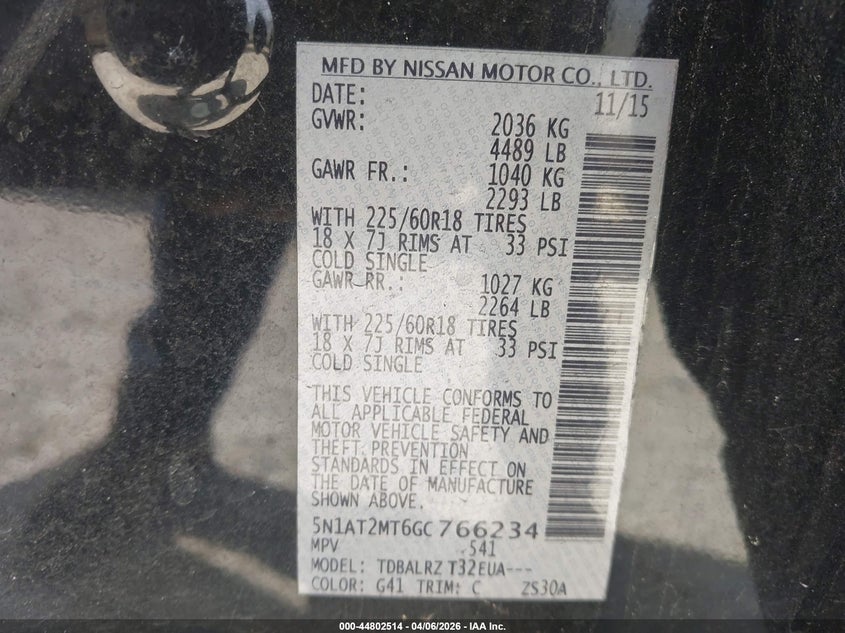 MFD BY NISSAN MOTOR CO., LTD.
DATE: 11/15
GVWR: 2036 KG
4489 LB
GAWR FR.: 1040 KG
2293 LB
WITH 225/60R18 TIRES
18 X 7J RIMS AT 33 PSI
COLD SINGLE
GAWR RR.: 1027 KG
2264 LB
WITH 225/60R18 TIRES
18 X 7J RIMS AT 33 PSI
COLD SINGLE
THIS VEHICLE CONFORMS TO
ALL APPLICABLE FEDERAL
MOTOR VEHICLE SAFETY AND
THEFT PREVENTION
STANDARDS IN EFFECT ON
THE DATE OF MANUFACTURE
SHOWN ABOVE.
5N1AT2MT6GC766234
MPV 541
MODEL: TDBALRZ T32EUA---
COLOR: G41 TRIM: C ZS30A
000-44802514 - 04/06/2026 - IAA Inc.